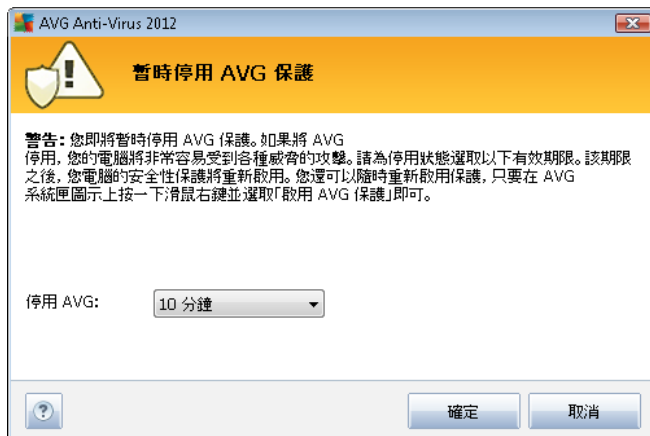 AVG Anti-Virus 2012
暫時停用 AVG 保護
警告: 您即將暫時停用 AVG 保護。如果將 AVG
停用, 您的電腦將非常容易受到各種威脅的攻擊。請為停用狀態選取以下有效期限。該期限
之後, 您電腦的安全性保護將重新啟用。您還可以隨時重新啟用保護, 只要在 AVG
系統匣圖示上按一下滑鼠右鍵並選取「啟用 AVG 保護」即可。
停用 AVG:
10 分鐘
?
確定
取消